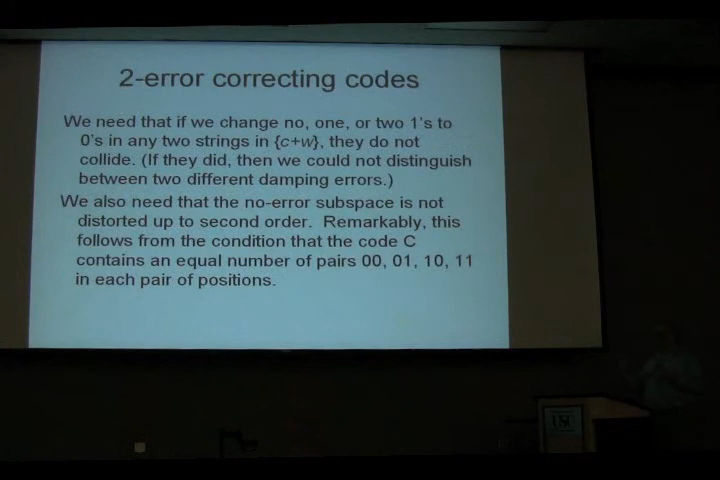 2-error correcting codes
We need that if we change no, one, or two 1's to
0's in any two strings in {c+w}, they do not
collide. (If they did, then we could not distinguish
between two different damping errors.)
We also need that the no-error subspace is not
distorted up to second order. Remarkably, this
follows from the condition that the code C
contains an equal number of pairs 00, 01, 10, 11
in each pair of positions.
USC